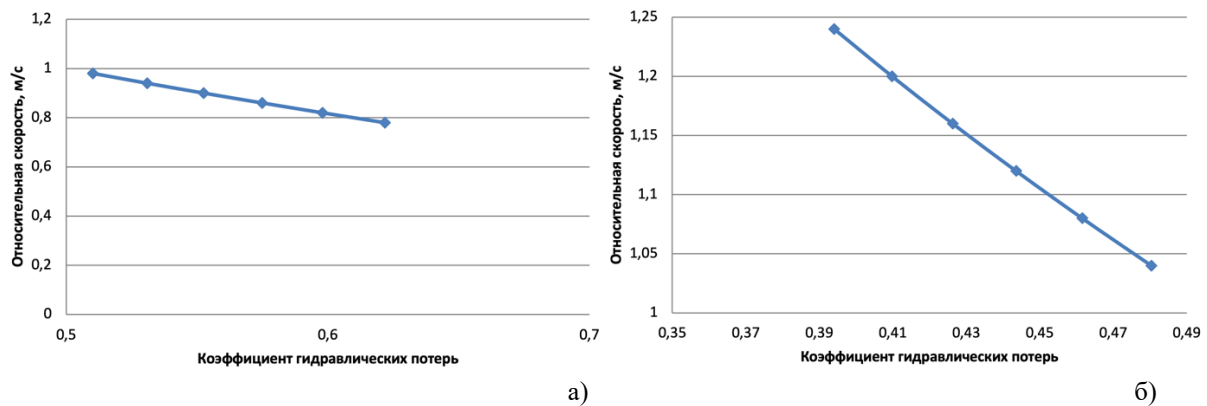 Относительная скорость, м/с
1,2
1
0,8
0,6
0,4
0,2
0
0,5 0,6 0,7
Коэффициент гидравлических потерь
а)
Относительная скорость, м/с
1,25
1,2
1,15
1,1
1,05
1
0,35 0,37 0,39 0,41 0,43 0,45 0,47 0,49
Коэффициент гидравлических потерь
б)